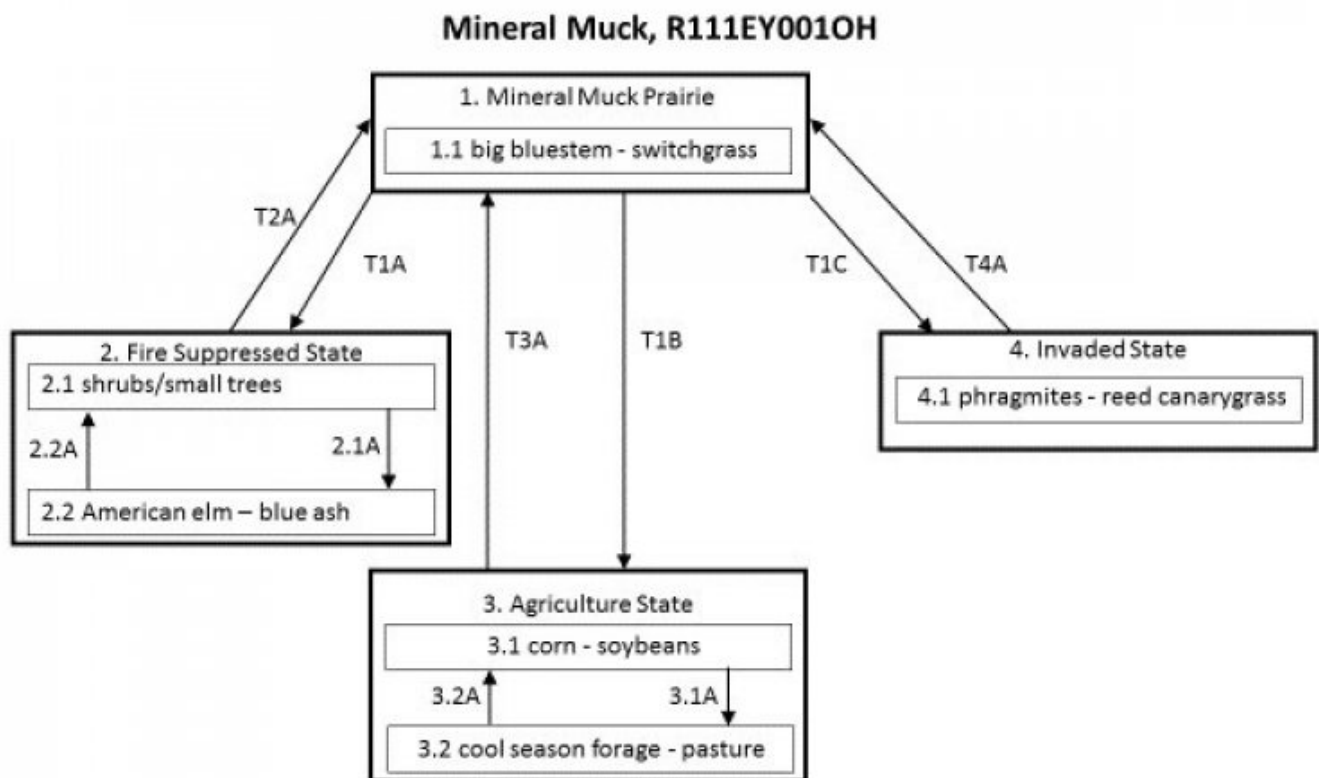 Mineral Muck, R111EY001OH
1. Mineral Muck Prairie
1.1 big bluestem - switchgrass
T2A
T1A
T3A
T1B
T1C
T4A
2. Fire Suppressed State
2.1 shrubs/small trees
2.2A
2.1A
2.2 American elm – blue ash
4. Invaded State
4.1 phragmites - reed canarygrass
3. Agriculture State
3.1 corn - soybeans
3.2A
3.1A
3.2 cool season forage - pasture